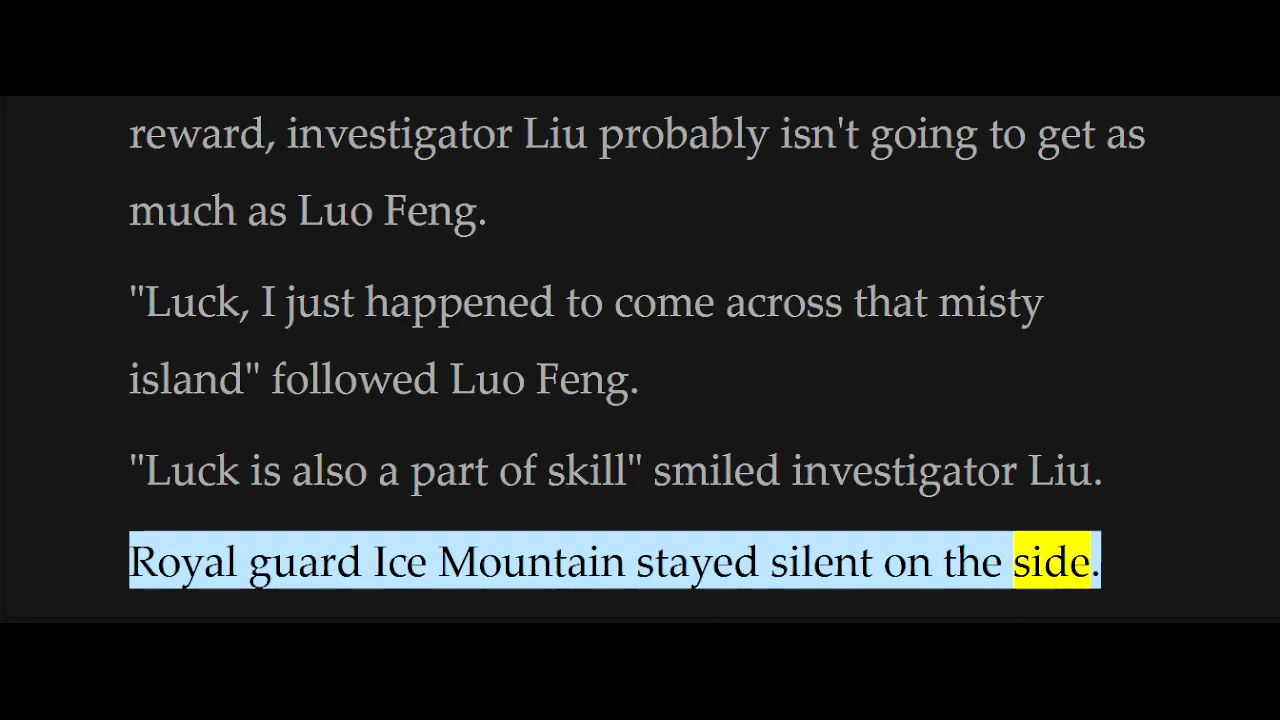 reward, investigator Liu probably isn't going to get as
much as Luo Feng.
"Luck, I just happened to come across that misty
island" followed Luo Feng.
"Luck is also a part of skill" smiled investigator Liu.
Royal guard Ice Mountain stayed silent on the side.